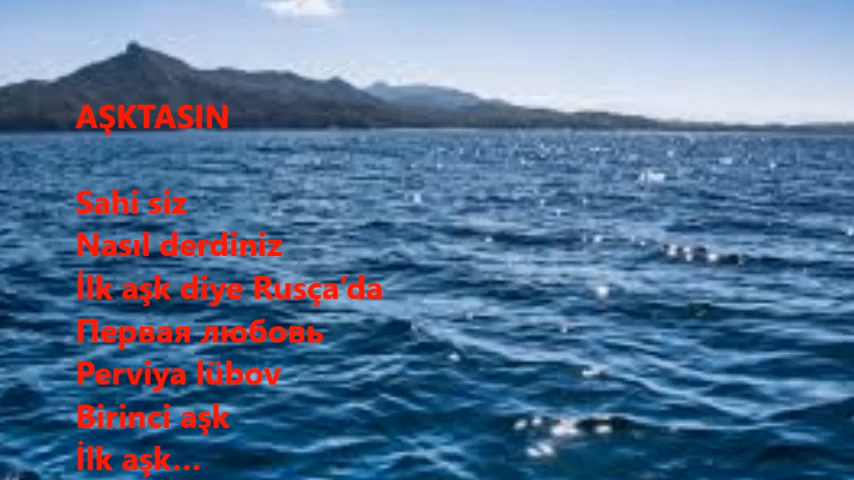 AŞKTASIN
Sahi siz
Nasıl derdiniz
İlk aşk diye Rusça’da
Первая любовь
Perviya lübov
Birinci aşk
İlk aşk...